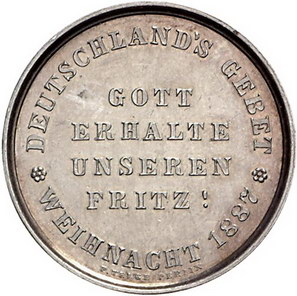 DEUTSCHLAND'S GEBET
GOTT
ERHALTE
UNSEREN
FRITZ!
WEIHNACHT 1887